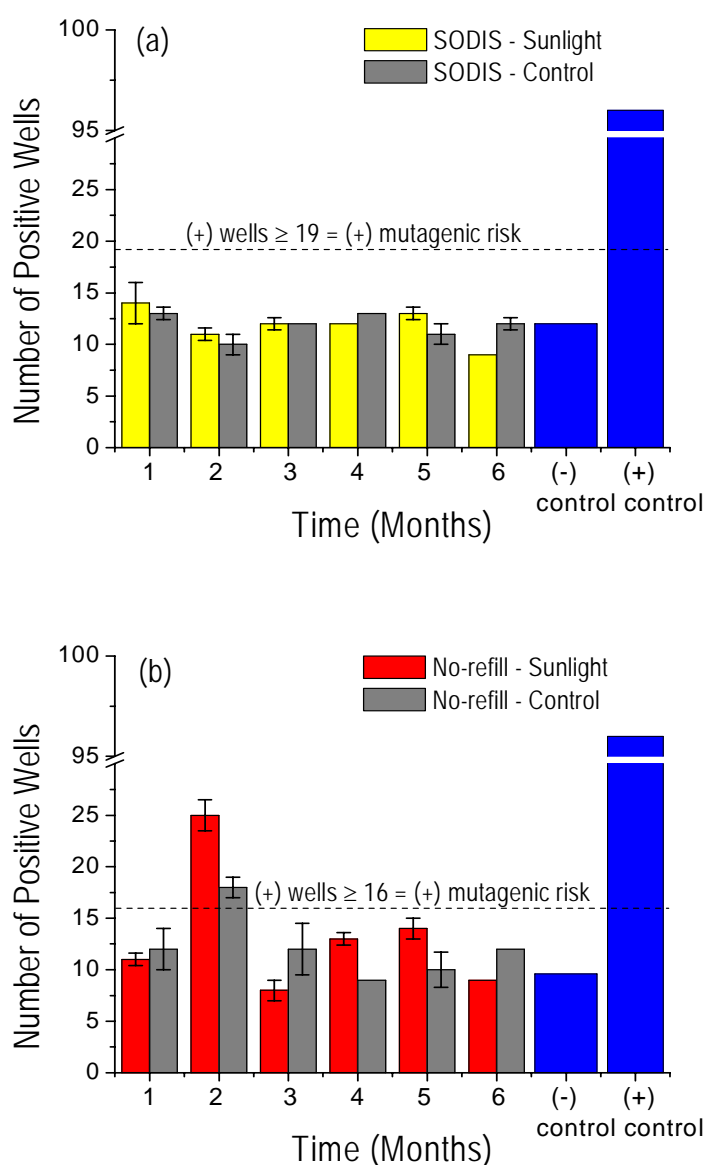 (a)
SODIS - Sunlight
SODIS - Control
Number of Positive Wells
100
95
25
20
15
10
5
0
(+) wells ≥ 19 = (+) mutagenic risk
1 2 3 4 5 6 (-) (+)
control control
Time (Months)
(b)
No-refill - Sunlight
No-refill - Control
Number of Positive Wells
100
95
25
20
15
10
5
0
(+) wells ≥ 16 = (+) mutagenic risk
1 2 3 4 5 6 (-) (+)
control control
Time (Months)